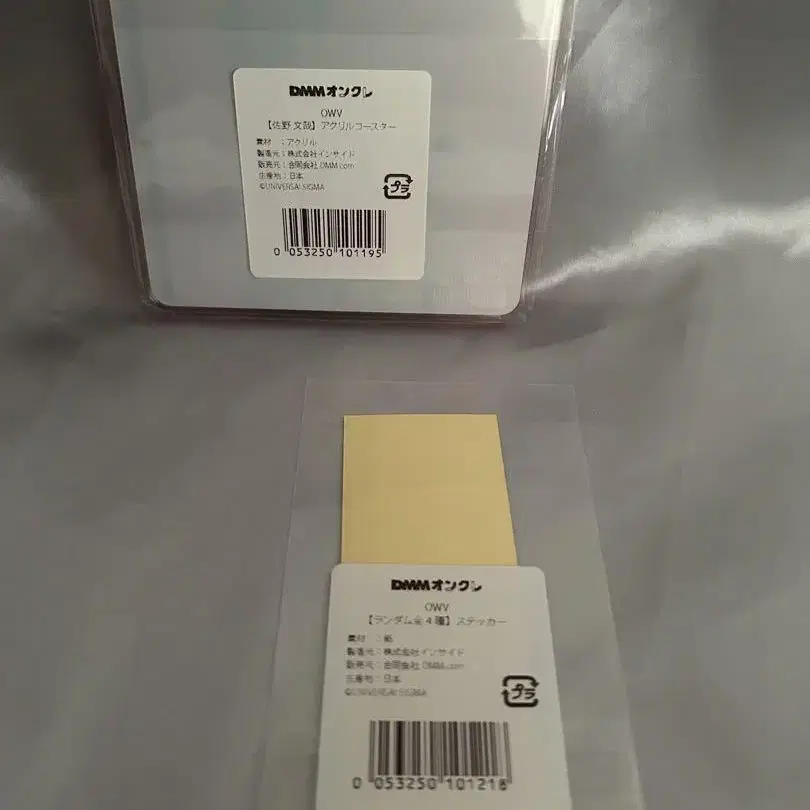 DMMオンクレ
OWV
【佐野 文哉】アクリルコースター
素材 ：アクリル
製造元：株式会社インサイド
販売元：合同会社 DMM.com
生産地：日本
©UNIVERSAL SIGMA
プラ
0 053250 101195
DMMオンクレ
OWV
【ランダム全4種】ステッカー
素材 ：紙
製造元：株式会社インサイド
販売元：合同会社 DMM.com
生産地：日本
©UNIVERSAL SIGMA
プラ
0 053250 101218